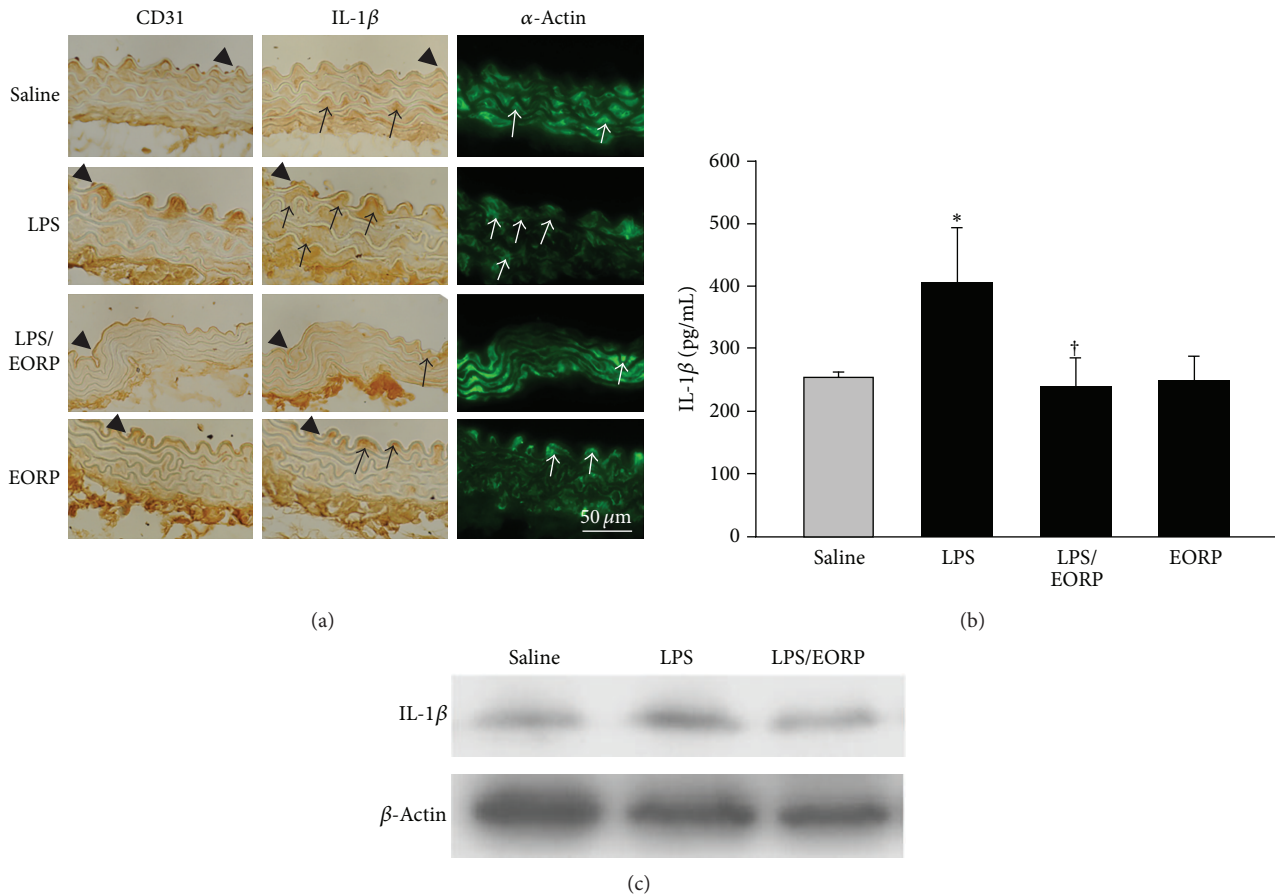 CD31 IL-1β α-Actin
Saline
LPS
LPS/
EORP
EORP
50 μm
(a)
600
500
400
300
200
100
0
IL-1β (pg/mL)
*
†
Saline LPS LPS/ EORP
EORP
(b)
Saline LPS LPS/EORP
IL-1β
β-Actin
(c)